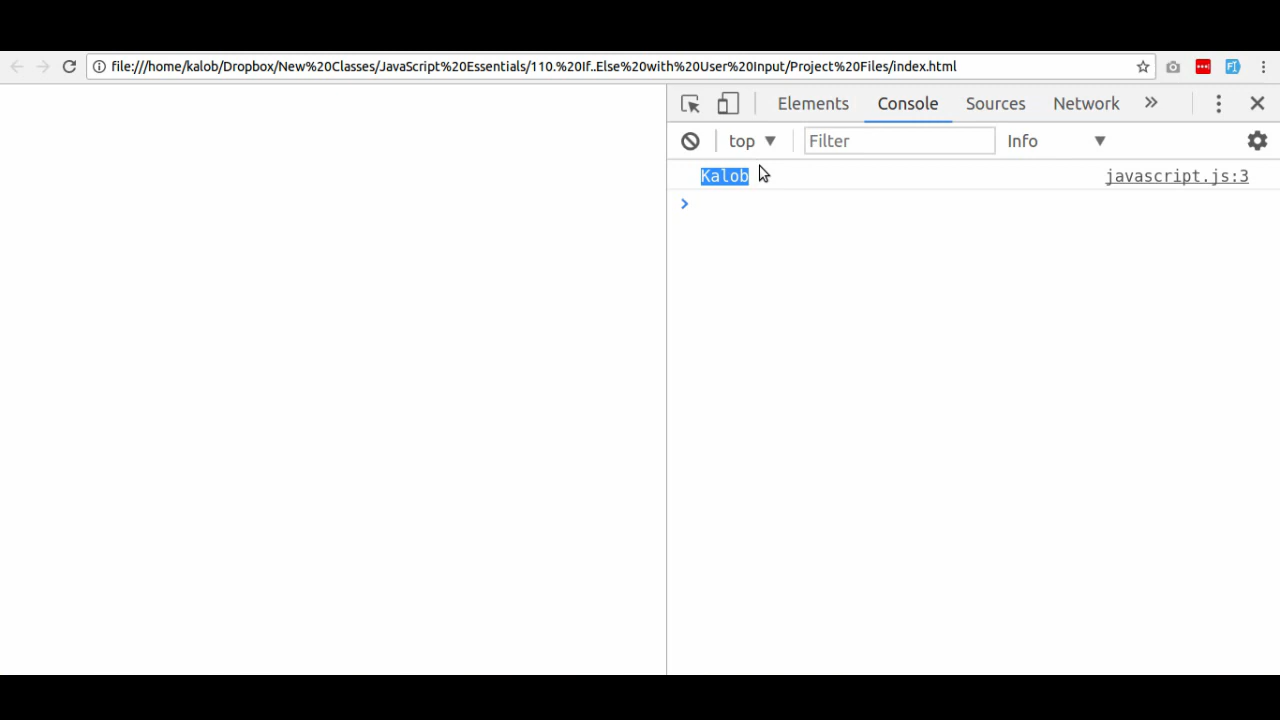 file:///home/kalob/Dropbox/New%20Classes/JavaScript%20Essentials/110.%20If..Else%20with%20User%20Input/Project%20Files/index.html
Elements Console Sources Network »
top ▼ Filter Info ▼
Kalob javascript.js:3
>